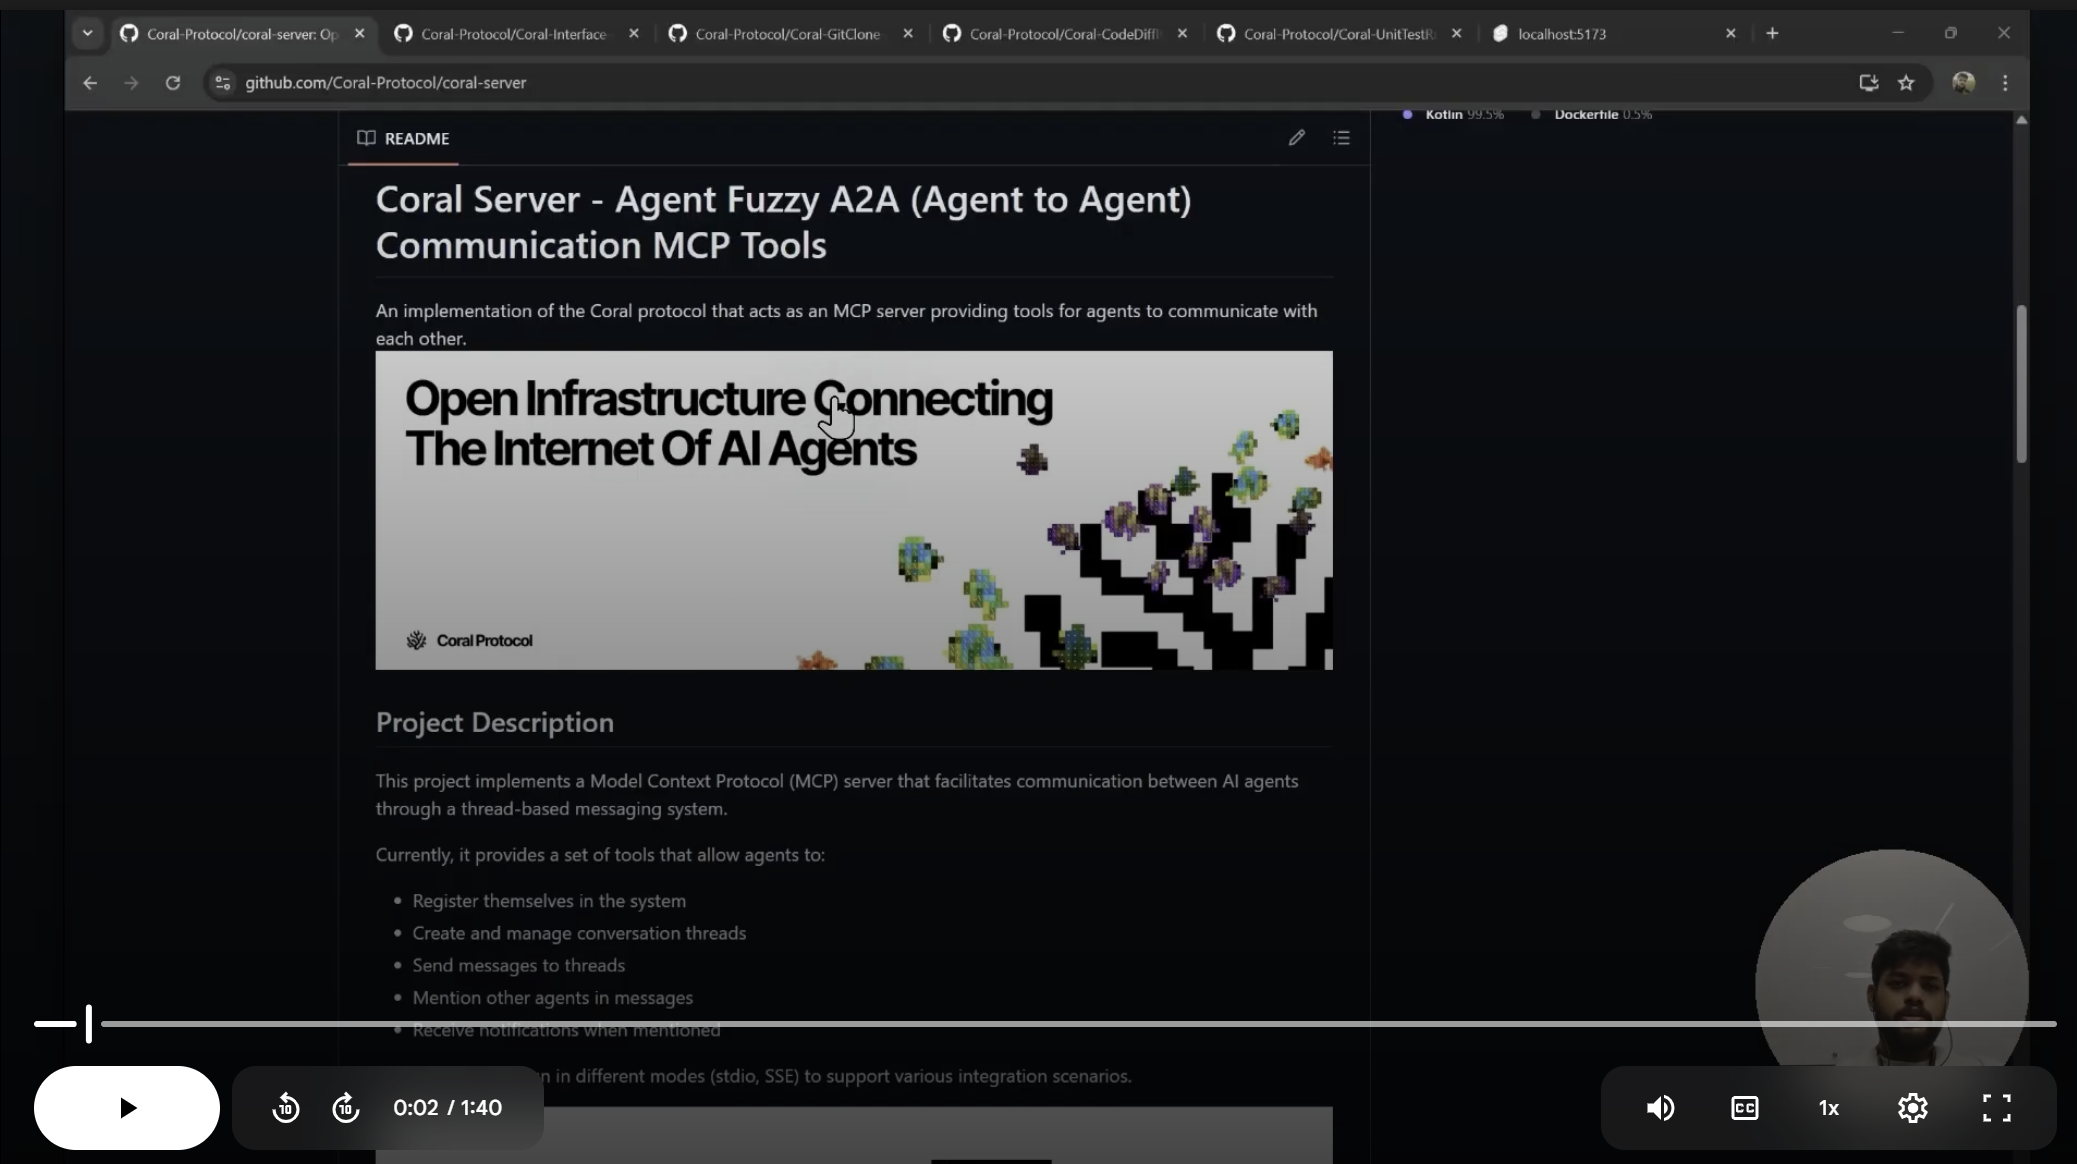 Coral-Protocol/coral-server: Op
Coral-Protocol/Coral-Interface
Coral-Protocol/Coral-GitClone
Coral-Protocol/Coral-CodeDiff
Coral-Protocol/Coral-UnitTestR
localhost:5173
github.com/Coral-Protocol/coral-server
Kotlin 99.5% Dockerfile 0.5%
README
Coral Server - Agent Fuzzy A2A (Agent to Agent)
Communication MCP Tools
An implementation of the Coral protocol that acts as an MCP server providing tools for agents to communicate with
each other.
Open Infrastructure Connecting
The Internet Of AI Agents
Coral Protocol
Project Description
This project implements a Model Context Protocol (MCP) server that facilitates communication between AI agents
through a thread-based messaging system.
Currently, it provides a set of tools that allow agents to:
• Register themselves in the system
• Create and manage conversation threads
• Send messages to threads
• Mention other agents in messages
• Receive notifications when mentioned
in different modes (stdio, SSE) to support various integration scenarios.
10 10 0:02 / 1:40 CC 1x